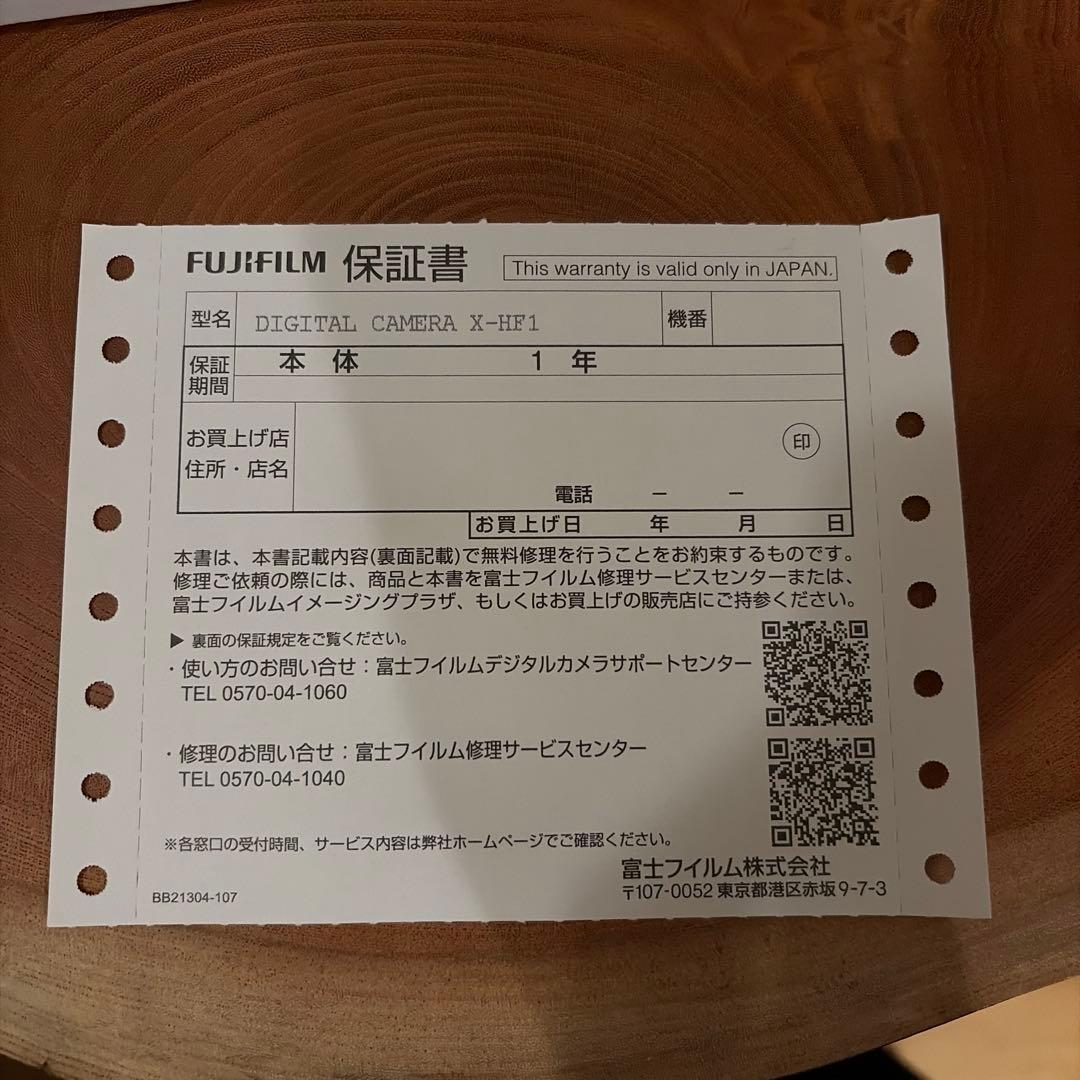 FUJIFILM 保証書 This warranty is valid only in JAPAN.
型名 DIGITAL CAMERA X-HF1 機番
保証期間 本体 1年
お買上げ店
住所・店名
印
電話 － －
お買上げ日 年 月 日
本書は、本書記載内容(裏面記載)で無料修理を行うことをお約束するものです。
修理ご依頼の際には、商品と本書を富士フイルム修理サービスセンターまたは、
富士フイルムイメージングプラザ、もしくはお買上げの販売店にご持参ください。
▶ 裏面の保証規定をご覧ください。
・使い方のお問い合せ：富士フイルムデジタルカメラサポートセンター
TEL 0570-04-1060
・修理のお問い合せ：富士フイルム修理サービスセンター
TEL 0570-04-1040
※各窓口の受付時間、サービス内容は弊社ホームページでご確認ください。
富士フイルム株式会社
〒107-0052 東京都港区赤坂9-7-3
BB21304-107